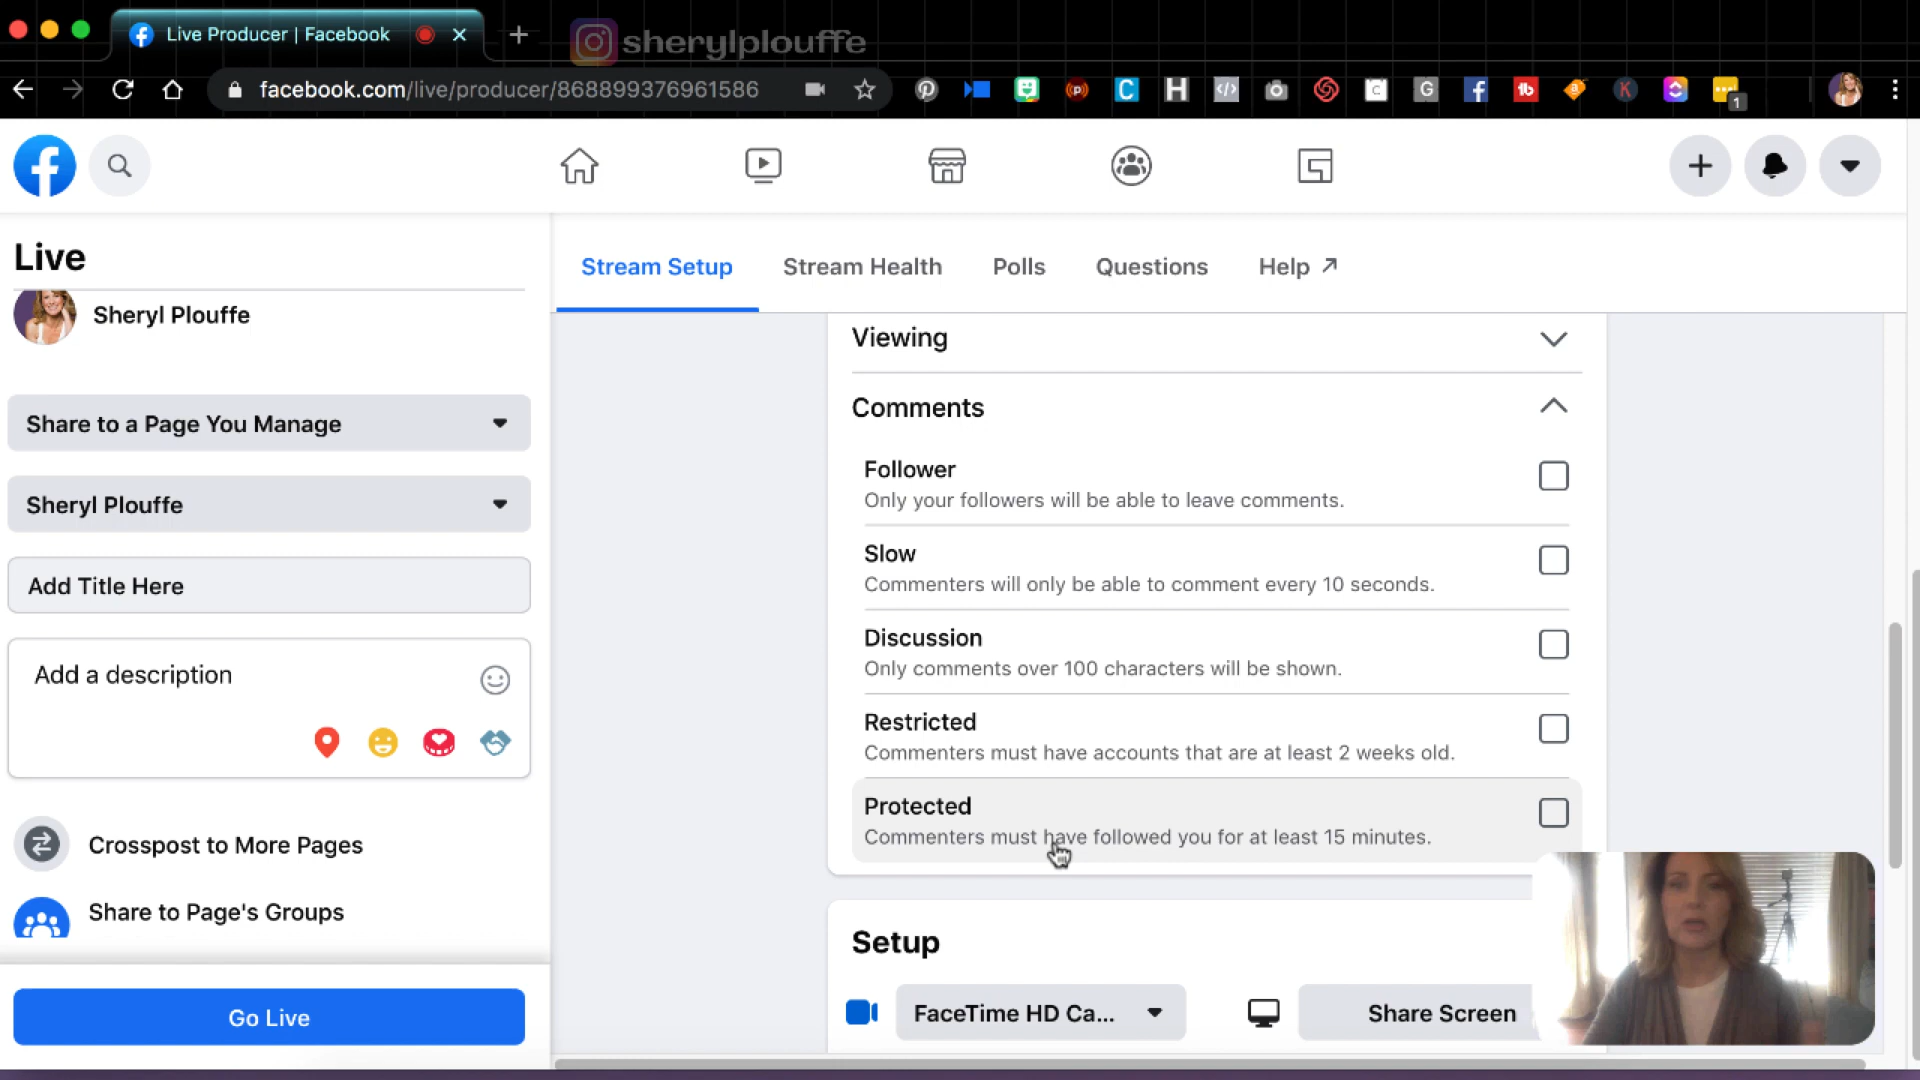 Live Producer | Facebook
sherylplouffe
facebook.com/live/producer/868899376961586
1
Live
Sheryl Plouffe
Share to a Page You Manage
Sheryl Plouffe
Add Title Here
Add a description
Crosspost to More Pages
Share to Page's Groups
Go Live
Stream Setup
Stream Health
Polls
Questions
Help
Viewing
Comments
Follower
Only your followers will be able to leave comments.
Slow
Commenters will only be able to comment every 10 seconds.
Discussion
Only comments over 100 characters will be shown.
Restricted
Commenters must have accounts that are at least 2 weeks old.
Protected
Commenters must have followed you for at least 15 minutes.
Setup
FaceTime HD Ca...
Share Screen